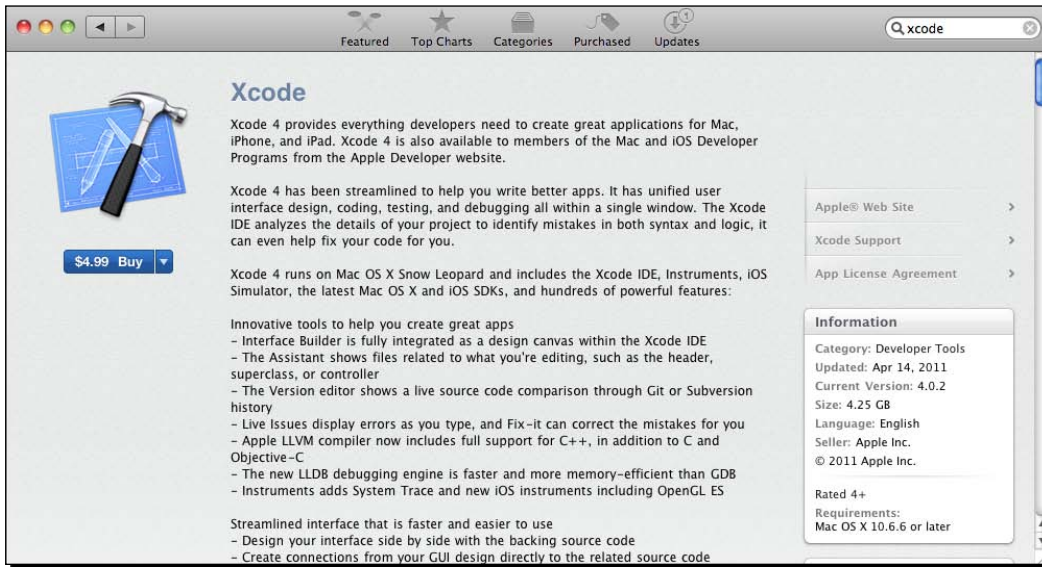 1
xcode
Featured
Top Charts
Categories
Purchased
Updates
Xcode
Xcode 4 provides everything developers need to create great applications for Mac,
iPhone, and iPad. Xcode 4 is also available to members of the Mac and iOS Developer
Programs from the Apple Developer website.
Xcode 4 has been streamlined to help you write better apps. It has unified user
interface design, coding, testing, and debugging all within a single window. The Xcode
IDE analyzes the details of your project to identify mistakes in both syntax and logic, it
can even help fix your code for you.
$4.99 Buy
Xcode 4 runs on Mac OS X Snow Leopard and includes the Xcode IDE, Instruments, iOS
Simulator, the latest Mac OS X and iOS SDKs, and hundreds of powerful features:
Innovative tools to help you create great apps
– Interface Builder is fully integrated as a design canvas within the Xcode IDE
– The Assistant shows files related to what you're editing, such as the header,
superclass, or controller
– The Version editor shows a live source code comparison through Git or Subversion
history
– Live Issues display errors as you type, and Fix-it can correct the mistakes for you
– Apple LLVM compiler now includes full support for C++, in addition to C and
Objective-C
– The new LLDB debugging engine is faster and more memory-efficient than GDB
– Instruments adds System Trace and new iOS instruments including OpenGL ES
Streamlined interface that is faster and easier to use
– Design your interface side by side with the backing source code
– Create connections from your GUI design directly to the related source code
Apple® Web Site
Xcode Support
App License Agreement
Information
Category: Developer Tools
Updated: Apr 14, 2011
Current Version: 4.0.2
Size: 4.25 GB
Language: English
Seller: Apple Inc.
© 2011 Apple Inc.
Rated 4+
Requirements:
Mac OS X 10.6.6 or later